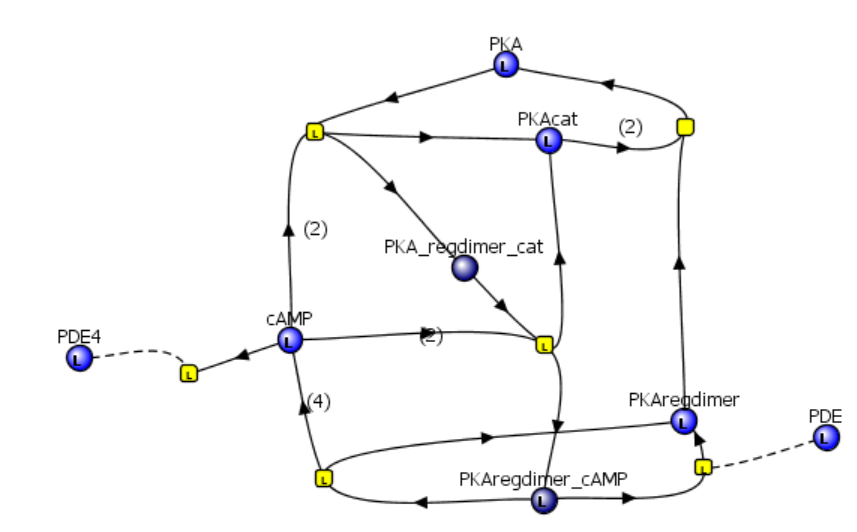 PKA
L
PKAcat
(2)
L
L
(2)
PKA_regdimer_cat
cAMP
PDE4
L
(2)
L
L
L
(4)
PKAregdimer
L
PDE
L
L
PKAregdimer_cAMP
L
L